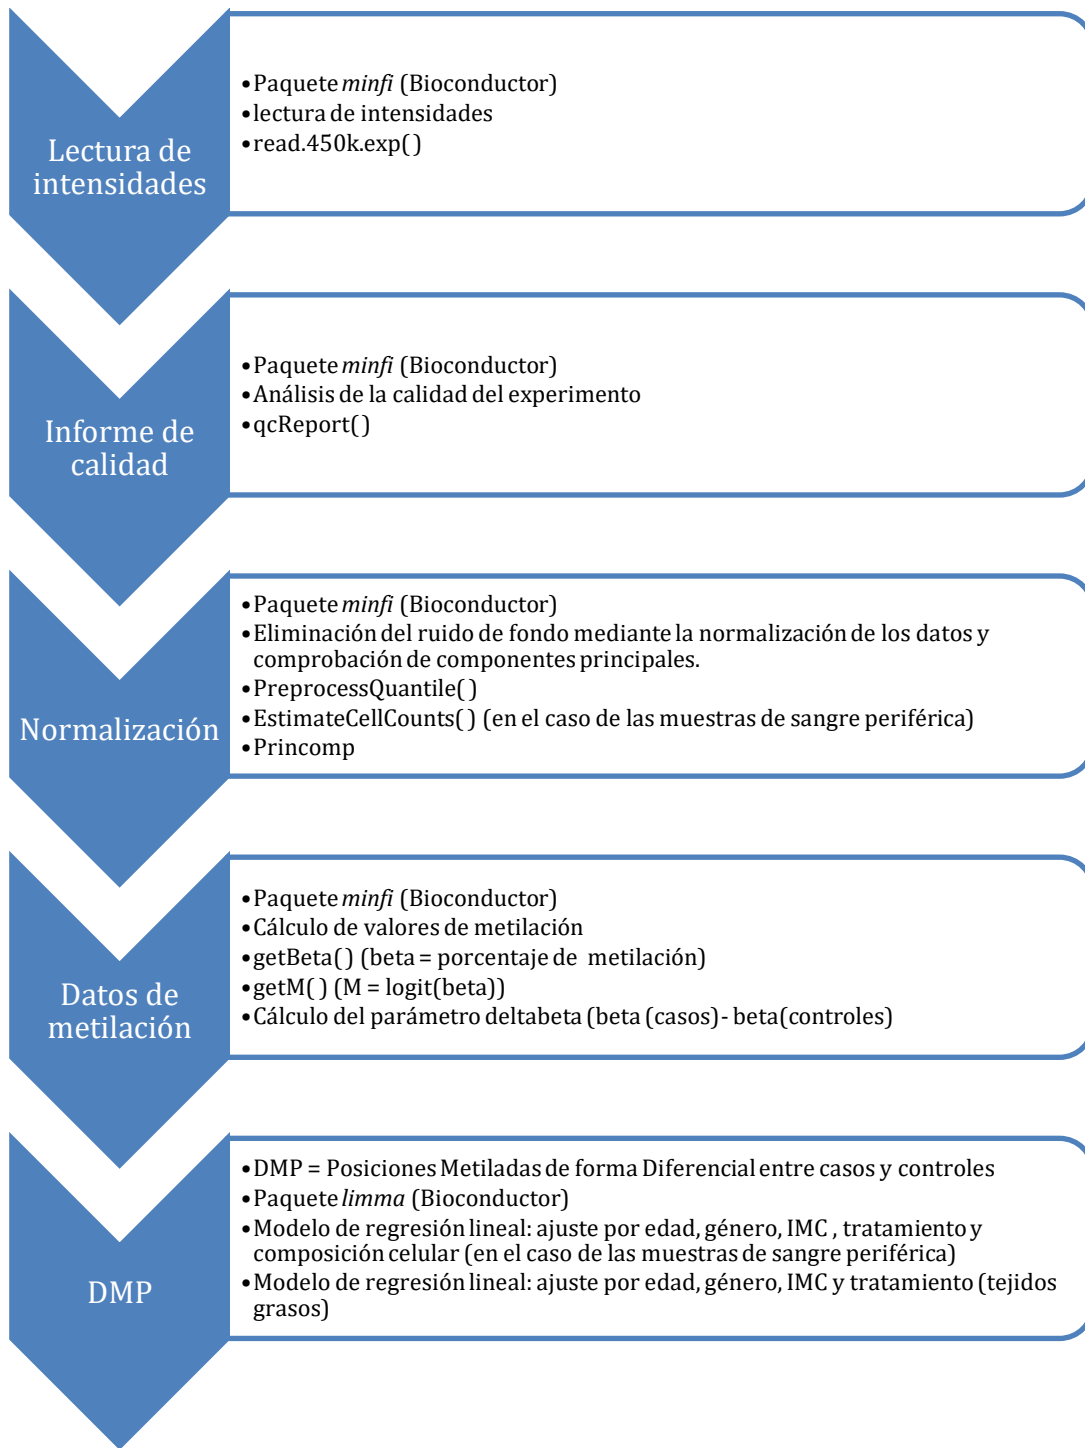 Lectura de
intensidades
•Paquete minfi (Bioconductor)
•lectura de intensidades
•read.450k.exp()
Informe de
calidad
•Paquete minfi (Bioconductor)
•Análisis de la calidad del experimento
•qcReport()
Normalización
•Paquete minfi (Bioconductor)
•Eliminación del ruido de fondo mediante la normalización de los datos y
comprobación de componentes principales.
•PreprocessQuantile()
•EstimateCellCounts() (en el caso de las muestras de sangre periférica)
•Princomp
Datos de
metilación
•Paquete minfi (Bioconductor)
•Cálculo de valores de metilación
•getBeta() (beta = porcentaje de metilación)
•getM() (M = logit(beta))
•Cálculo del parámetro deltabeta (beta (casos)- beta(controles)
DMP
•DMP = Posiciones Metiladas de forma Diferencial entre casos y controles
•Paquete limma (Bioconductor)
•Modelo de regresión lineal: ajuste por edad, género, IMC , tratamiento y
composición celular (en el caso de las muestras de sangre periférica)
•Modelo de regresión lineal: ajuste por edad, género, IMC y tratamiento (tejidos
grasos)